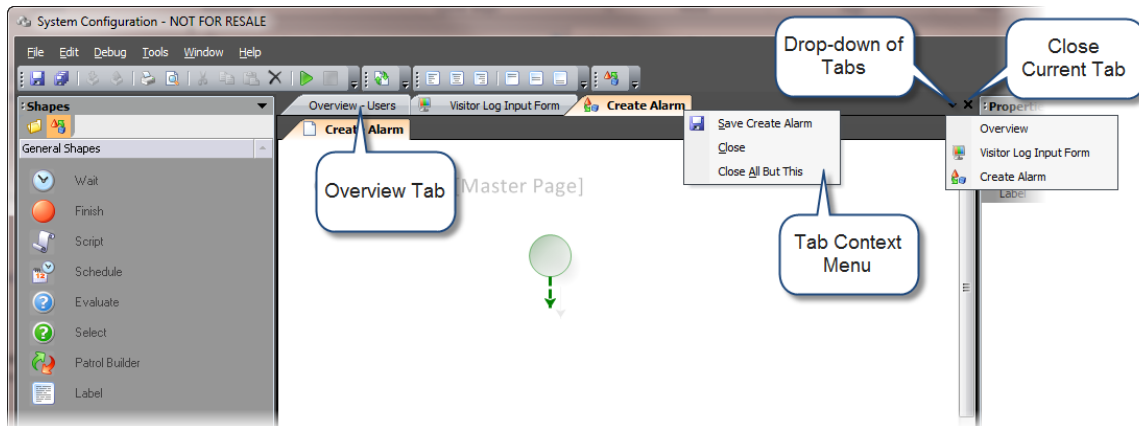 System Configuration - NOT FOR RESALE
File Edit Debug Tools Window Help
Drop-down of
Tabs
Close
Current Tab
Shapes
Overview - Users
Visitor Log Input Form
Create Alarm
Create Alarm
Save Create Alarm
Close
Close All But This
Overview
Visitor Log Input Form
Create Alarm
Label
General Shapes
Wait
Finish
Script
Schedule
12
Evaluate
Select
Patrol Builder
Label
Overview Tab
[Master Page]
Tab Context
Menu